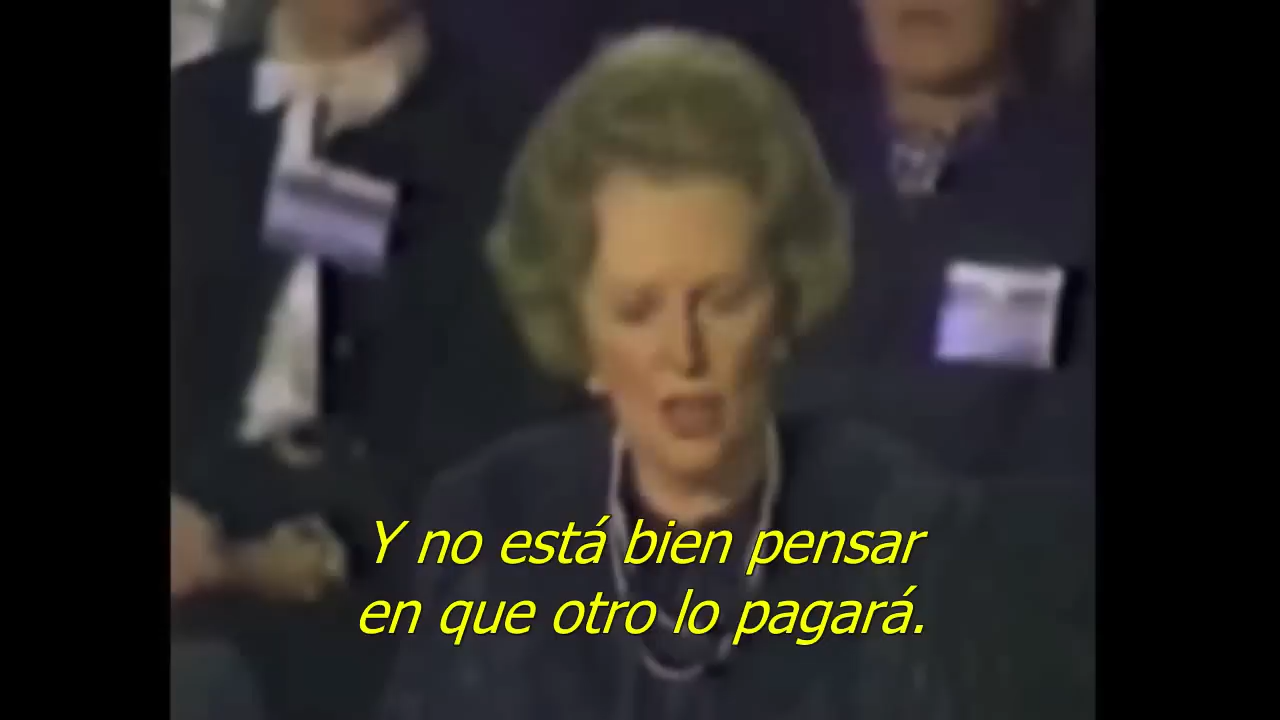 Y no está bien pensar
en que otro lo pagará.